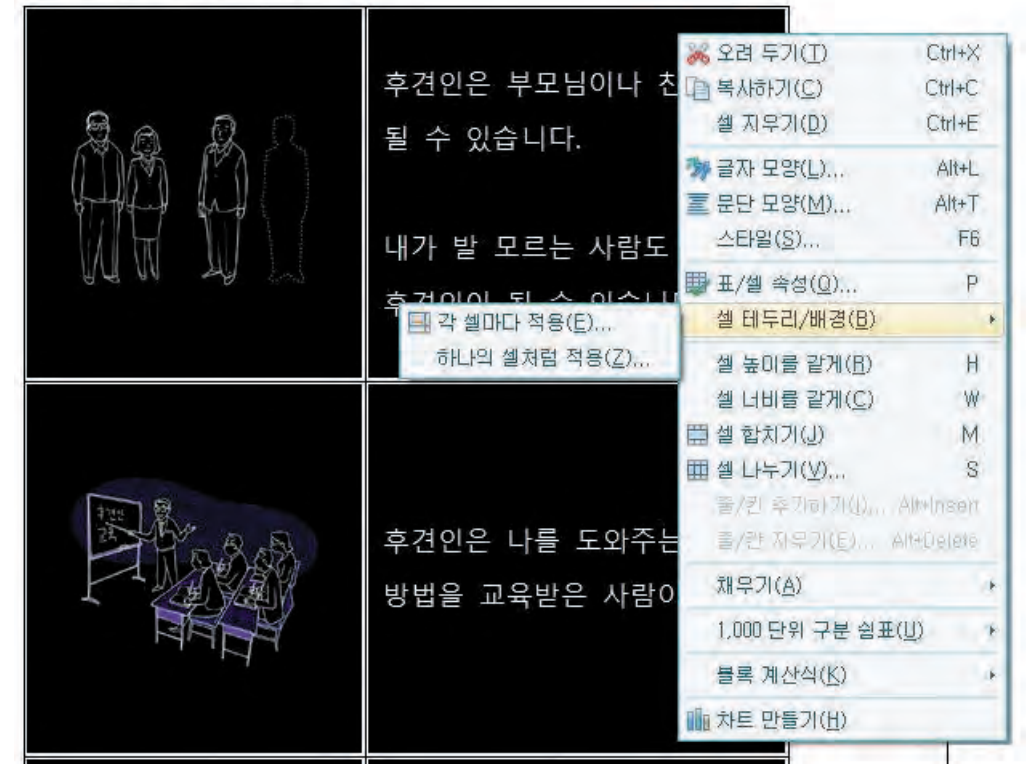 후견인은 부모님이나 친
될 수 있습니다.
내가 발 모르는 사람도
후견인이 될 수 있습니다
후견인
교육
후견인은 나를 도와주는
방법을 교육받은 사람이
오려 두기(T) Ctrl+X
복사하기(C) Ctrl+C
셀 지우기(D) Ctrl+E
글자 모양(L)... Alt+L
문단 모양(M)... Alt+T
스타일(S)... F6
표/셀 속성(Q)... P
셀 테두리/배경(B)
각 셀마다 적용(E)...
하나의 셀처럼 적용(Z)...
셀 높이를 같게(R) H
셀 너비를 같게(C) W
셀 합치기(J) M
셀 나누기(V)... S
줄/칸 추가하기(I)... Alt+Insert
줄/칸 지우기(E)... Alt+Delete
채우기(A)
1,000 단위 구분 쉼표(U)
블록 계산식(K)
차트 만들기(H)